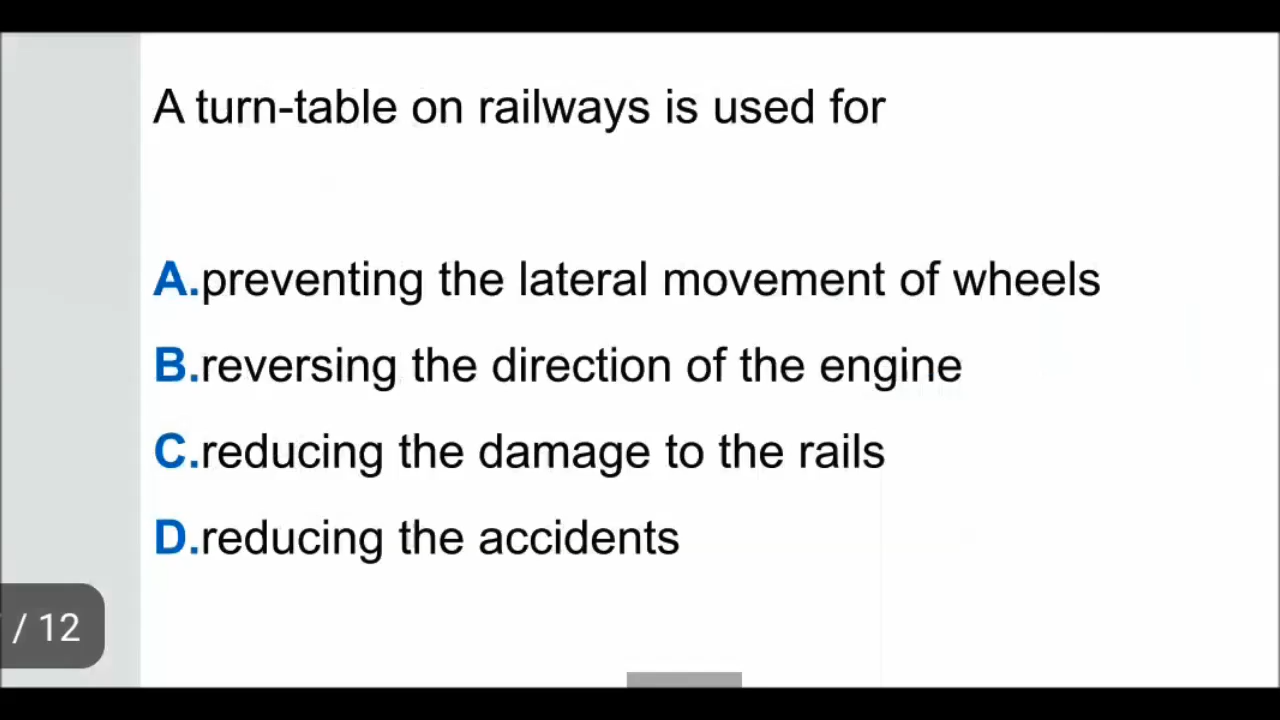 A turn-table on railways is used for
A.preventing the lateral movement of wheels
B.reversing the direction of the engine
C.reducing the damage to the rails
D.reducing the accidents
/ 12